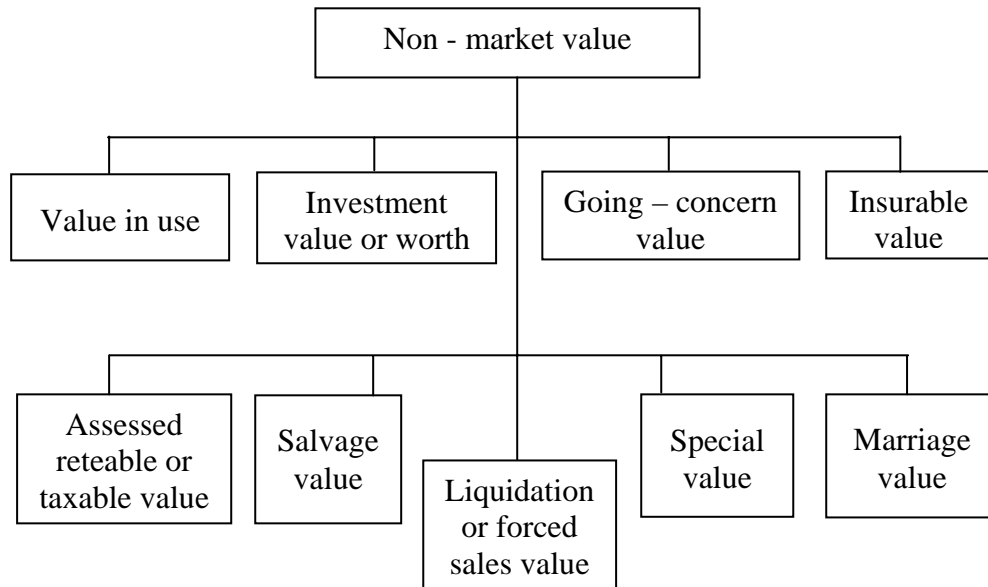 Non - market value
Value in use
Investment
value or worth
Going – concern
value
Insurable
value
Assessed
reteable or
taxable value
Salvage
value
Liquidation
or forced
sales value
Special
value
Marriage
value